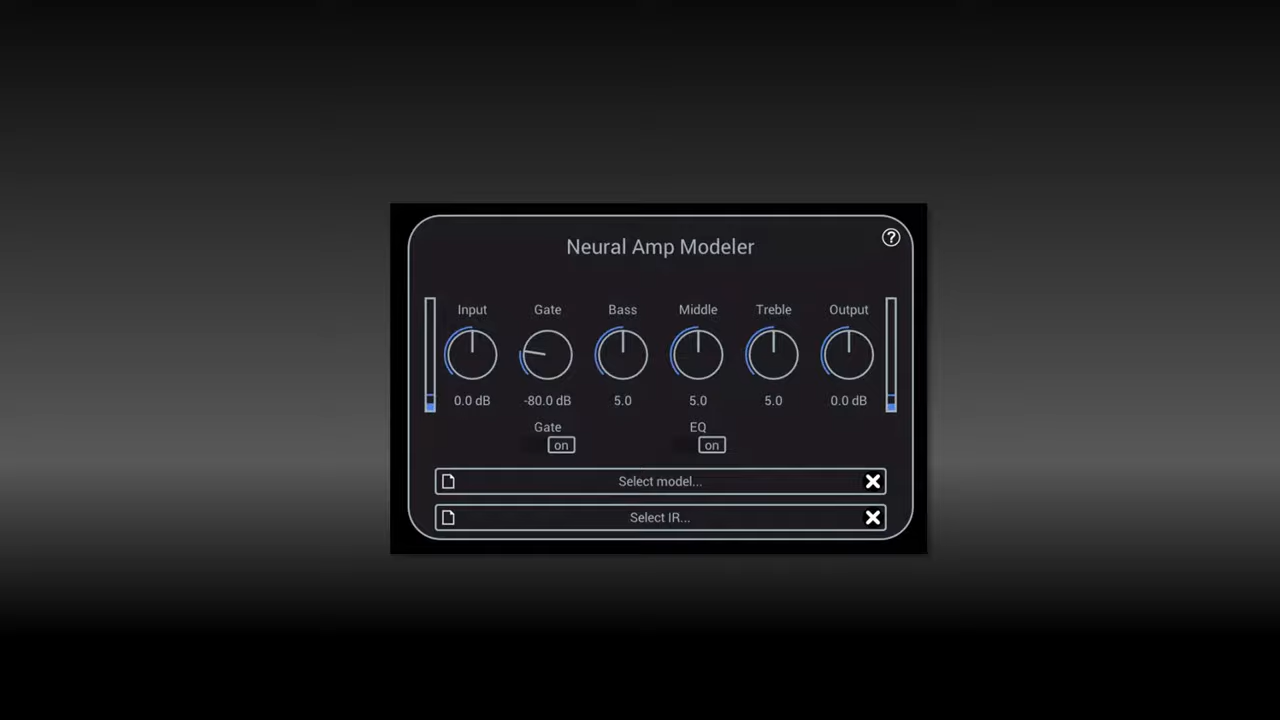 Neural Amp Modeler
?
Input Gate Bass Middle Treble Output
0.0 dB -80.0 dB 5.0 5.0 5.0 0.0 dB
Gate EQ
on on
Select model...
Select IR...